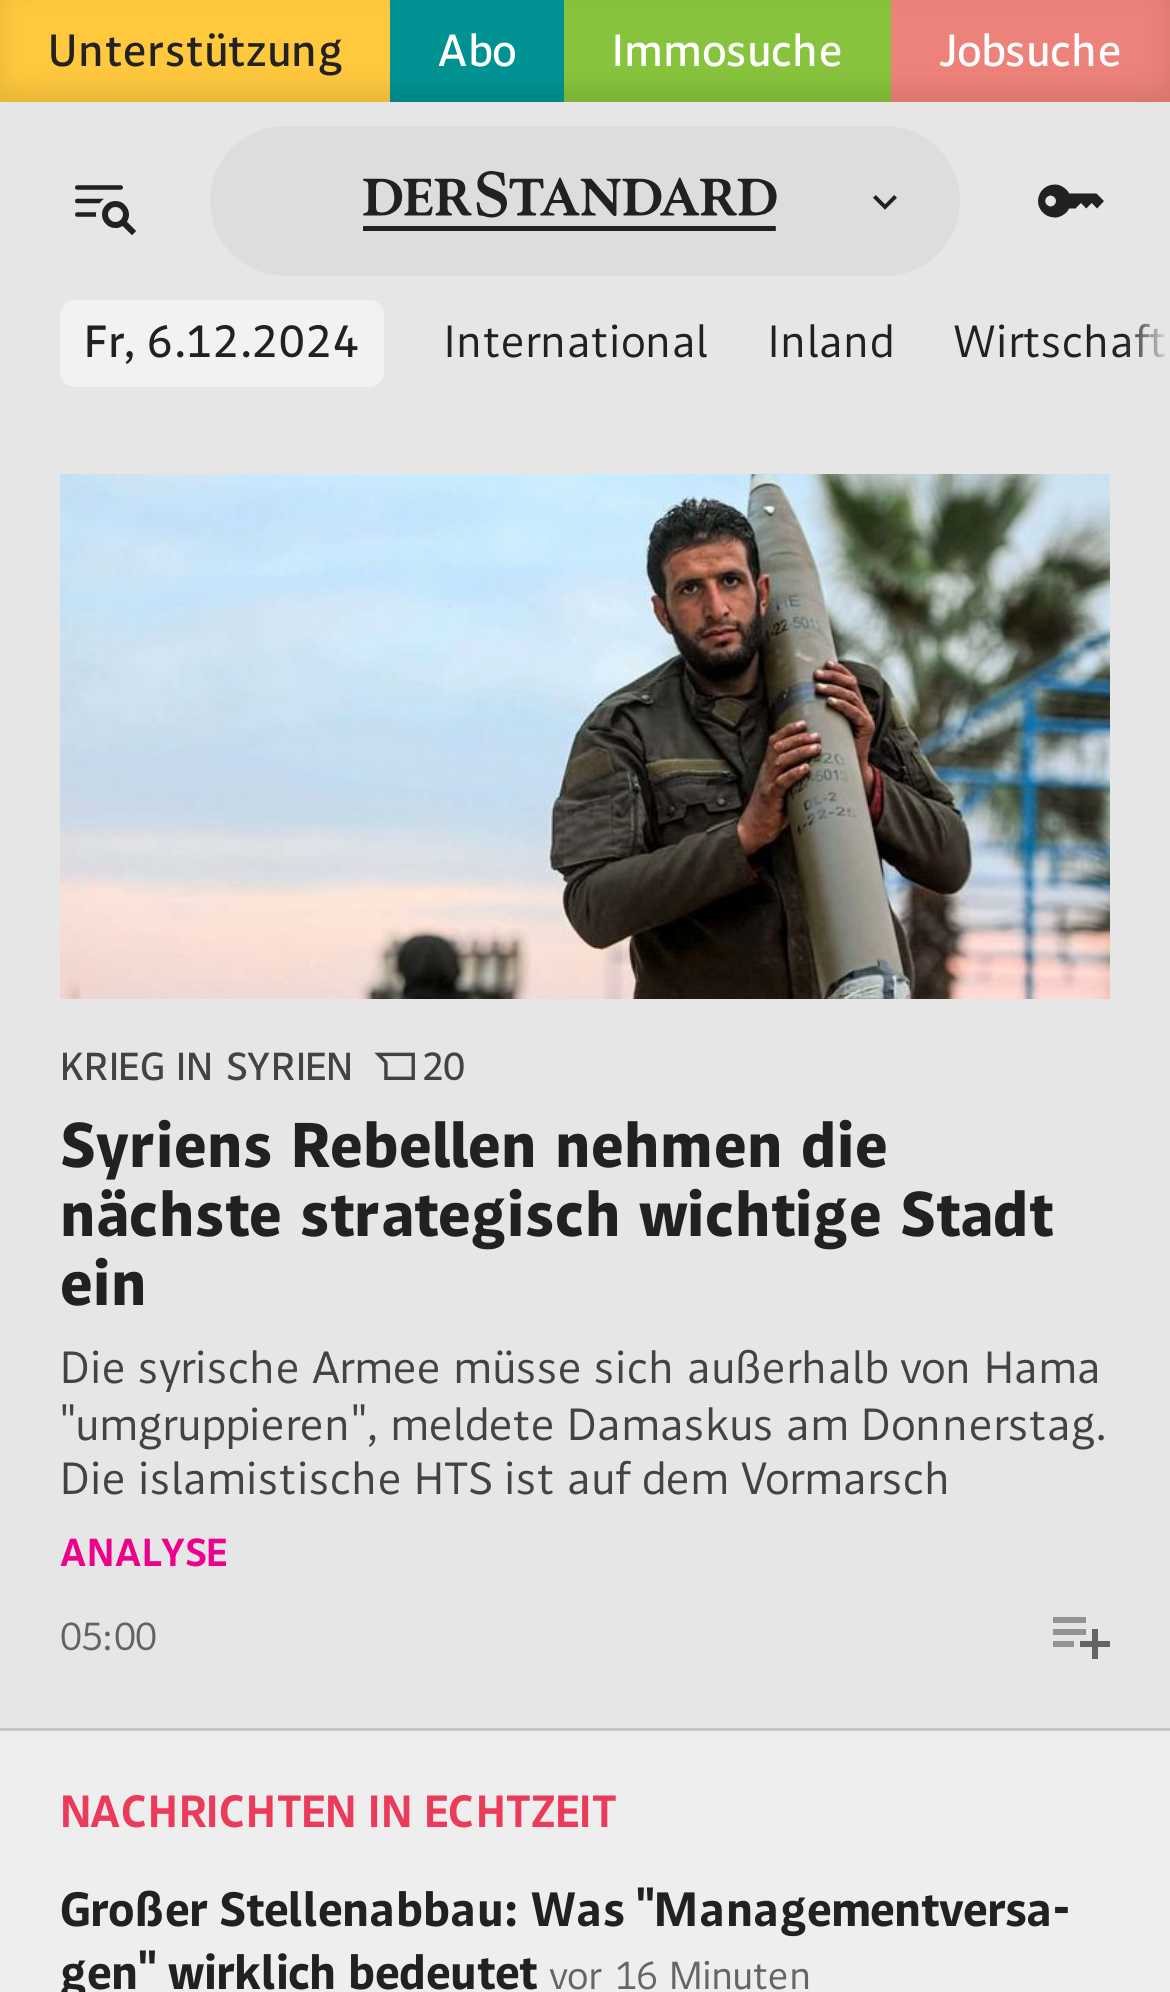 Unterstützung Abo Immosuche Jobsuche
DERSTANDARD
Fr, 6.12.2024 International Inland Wirtschaft
KRIEG IN SYRIEN 20
Syriens Rebellen nehmen die
nächste strategisch wichtige Stadt
ein
Die syrische Armee müsse sich außerhalb von Hama
"umgruppieren", meldete Damaskus am Donnerstag.
Die islamistische HTS ist auf dem Vormarsch
ANALYSE
05:00
NACHRICHTEN IN ECHTZEIT
Großer Stellenabbau: Was "Managementversa-
gen" wirklich bedeutet vor 16 Minuten